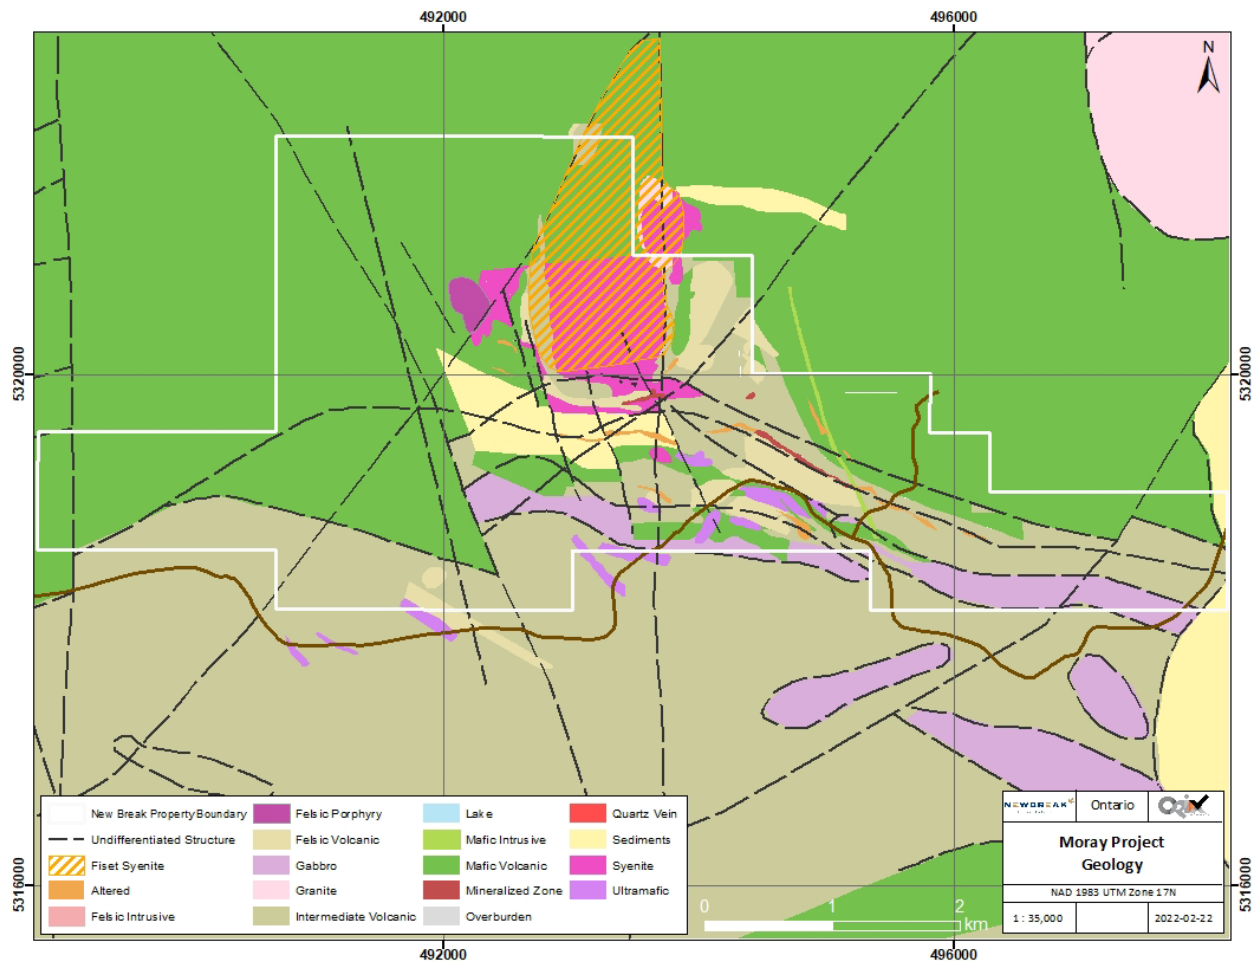 492000
496000
N
5320000
5320000
New Break Property Boundary
Undifferentiated Structure
Fiset Syenite
Altered
Felsic Intrusive
Felsic Porphyry
Felsic Volcanic
Gabbro
Granite
Intermediate Volcanic
Lake
Mafic Intrusive
Mafic Volcanic
Mineralized Zone
Overburden
Quartz Vein
Sediments
Syenite
Ultramafic
5316000
5316000
0 1 2
km
NEWBREAK
Ontario
Moray Project
Geology
NAD 1983 UTM Zone 17N
1 : 35,000
2022-02-22
492000
496000